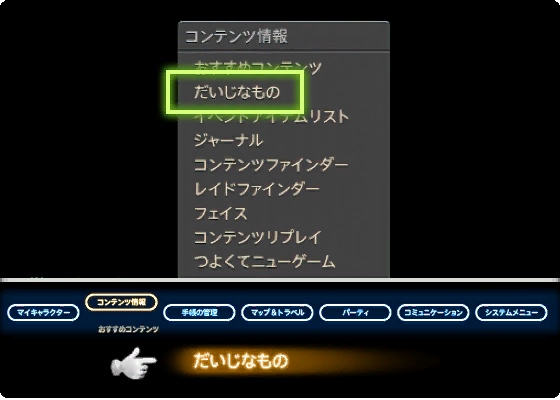 コンテンツ情報
おすすめコンテンツ
だいじなもの
イベントアイテムリスト
ジャーナル
コンテンツファインダー
レイドファインダー
フェイス
コンテンツリプレイ
つよくてニューゲーム
マイキャラクター
コンテンツ情報
手帳の管理
マップ&トラベル
パーティ
コミュニケーション
システムメニュー
おすすめコンテンツ
だいじなもの